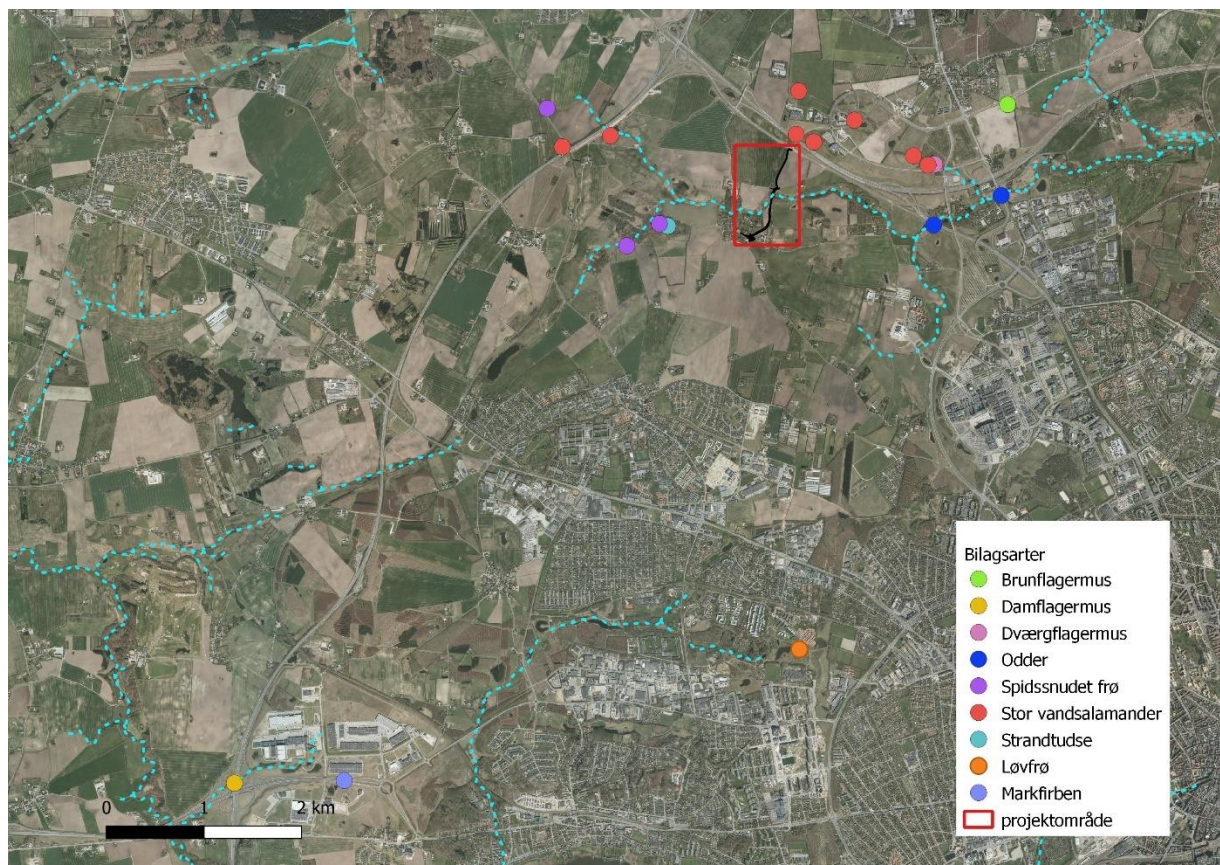 Bilagsarter
Brunflagermus
Damflagermus
Dværgflagermus
Odder
Spidssnudet frø
Stor vandsalamander
Strandtudse
Løvfrø
Markfirben
projektområde
0 1 2 km